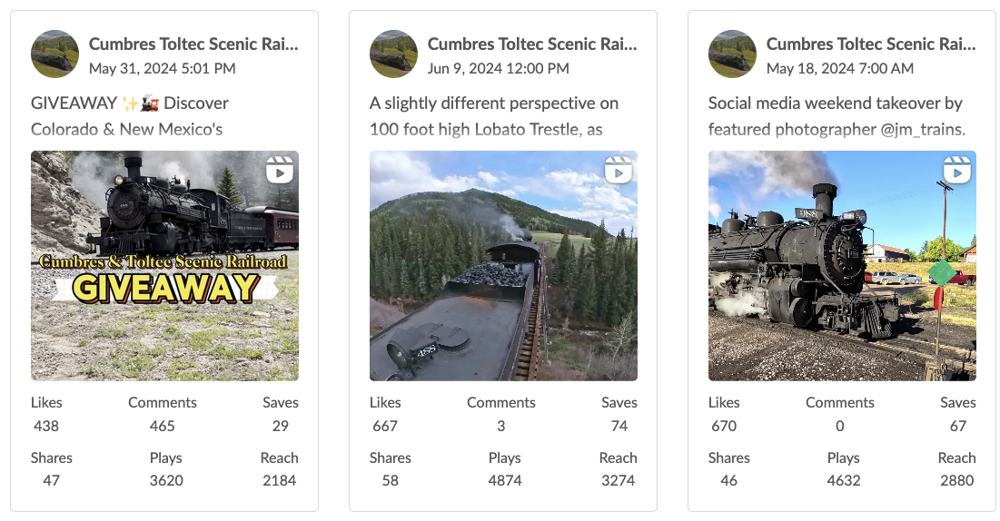 Cumbres Toltec Scenic Rai...
May 31, 2024 5:01 PM
GIVEAWAY ✨🚂 Discover
Colorado & New Mexico's
Cumbres & Toltec Scenic Railroad
GIVEAWAY
Likes Comments Saves
438 465 29
Shares Plays Reach
47 3620 2184
Cumbres Toltec Scenic Rai...
Jun 9, 2024 12:00 PM
A slightly different perspective on
100 foot high Lobato Trestle, as
488
Likes Comments Saves
667 3 74
Shares Plays Reach
58 4874 3274
Cumbres Toltec Scenic Rai...
May 18, 2024 7:00 AM
Social media weekend takeover by
featured photographer @jm_trains.
488
Likes Comments Saves
670 0 67
Shares Plays Reach
46 4632 2880